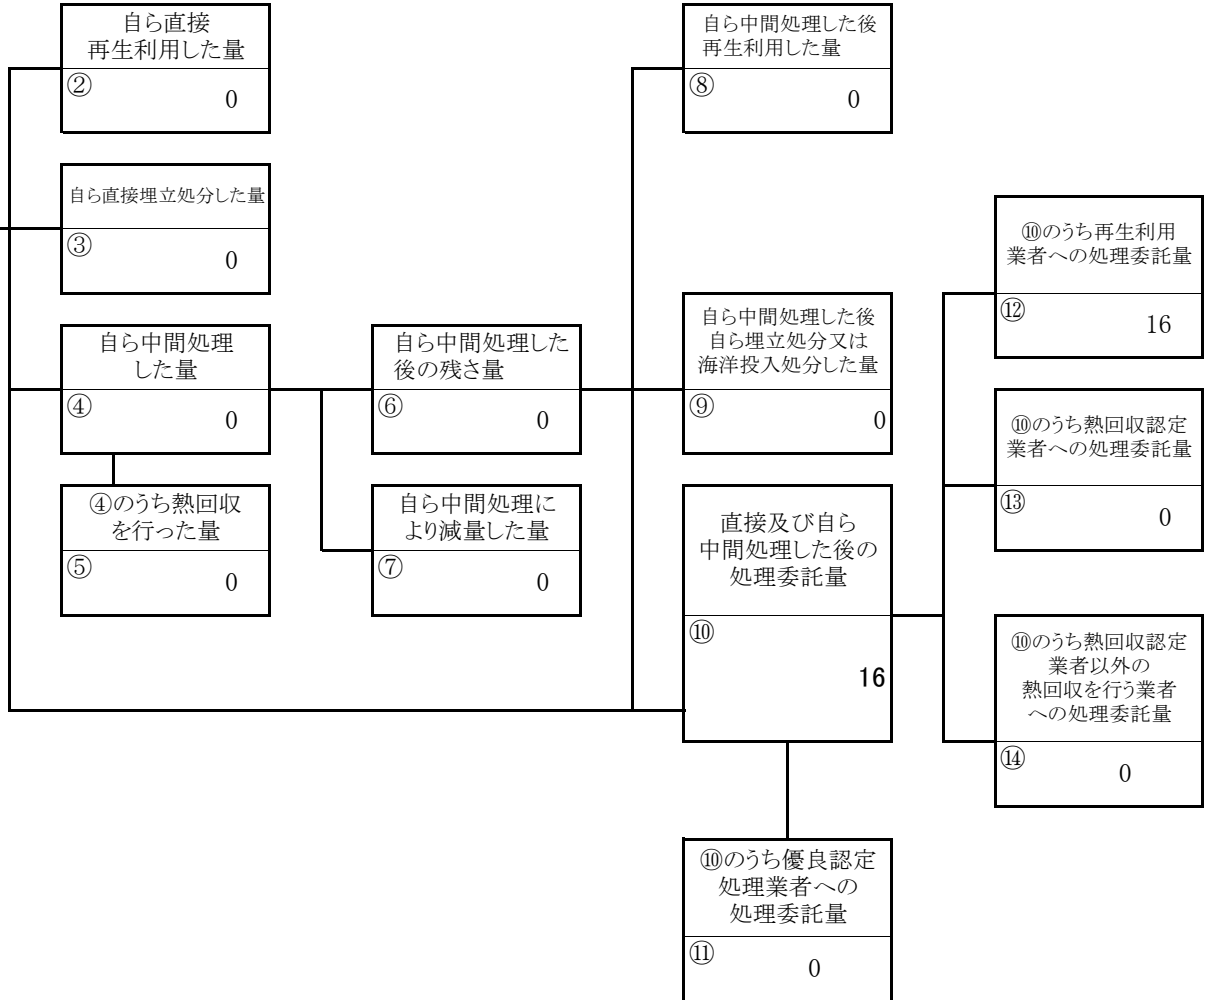 自ら直接
再生利用した量
②
0
自ら直接埋立処分した量
③
0
自ら中間処理
した量
④
0
④のうち熱回収
を行った量
⑤
0
自ら中間処理した
後の残さ量
⑥
0
自ら中間処理に
より減量した量
⑦
0
自ら中間処理した後
再生利用した量
⑧
0
自ら中間処理した後
自ら埋立処分又は
海洋投入処分した量
⑨
0
直接及び自ら
中間処理した後の
処理委託量
⑩
16
⑩のうち優良認定
処理業者への
処理委託量
⑪
0
⑩のうち再生利用
業者への処理委託量
⑫
16
⑩のうち熱回収認定
業者への処理委託量
⑬
0
⑩のうち熱回収認定
業者以外の
熱回収を行う業者
への処理委託量
⑭
0